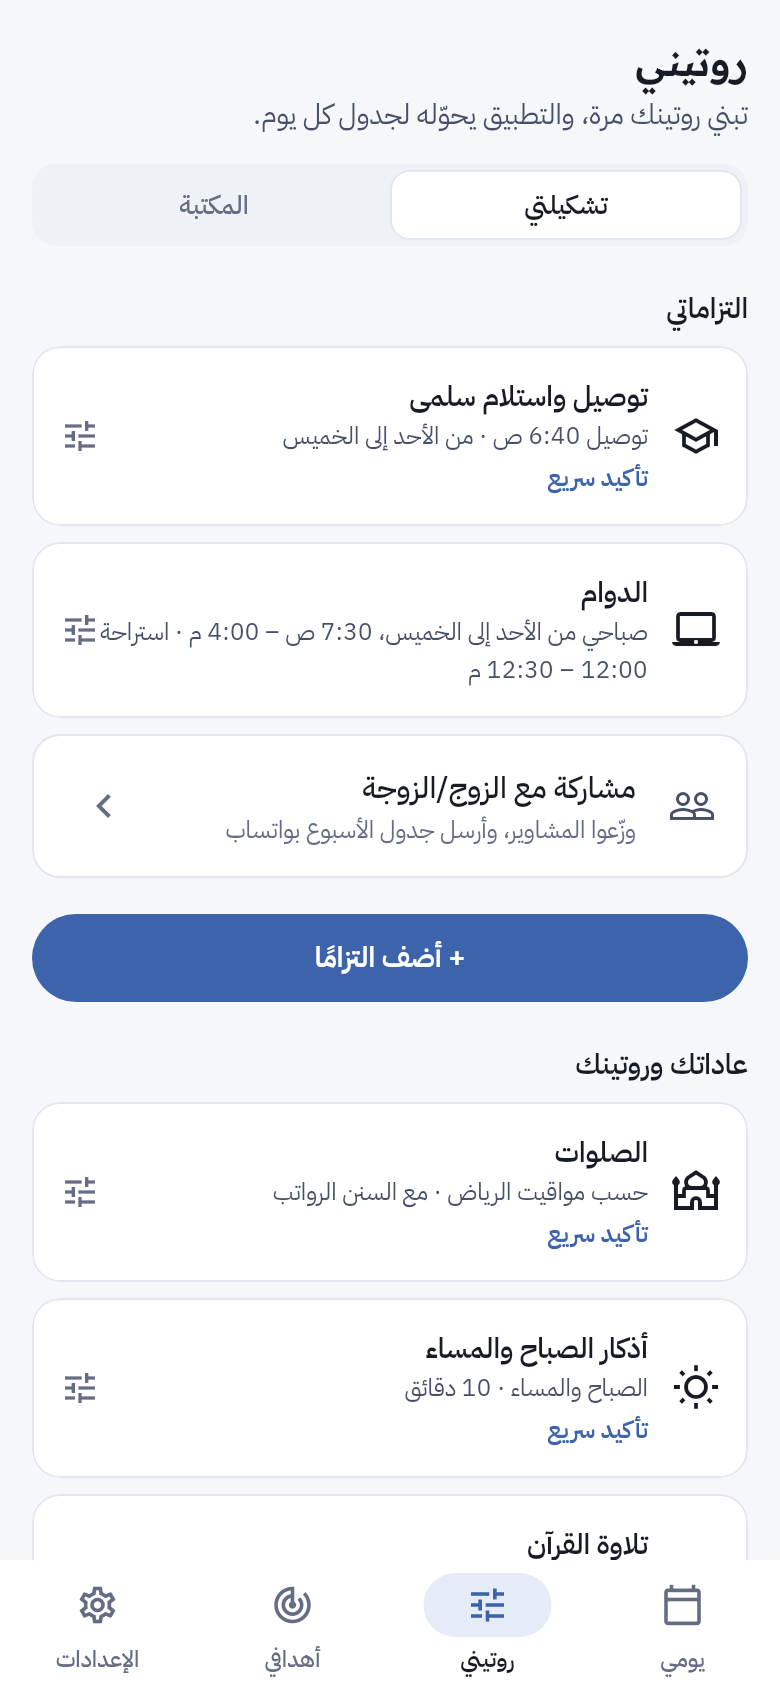 روتيني
تبني روتينك مرة، والتطبيق يحوّله لجدول كل يوم.
تشكيلتي
المكتبة
التزاماتي
توصيل واستلام سلمى
توصيل 6:40 ص · من الأحد إلى الخميس
تأكيد سريع
الدوام
صباحي من الأحد إلى الخميس، 7:30 ص – 4:00 م · استراحة
12:00 – 12:30 م
مشاركة مع الزوج/الزوجة
وزّعوا المشاوير، وأرسل جدول الأسبوع بواتساب
+ أضف التزامًا
عاداتك وروتينك
الصلوات
حسب مواقيت الرياض · مع السنن الرواتب
تأكيد سريع
أذكار الصباح والمساء
الصباح والمساء · 10 دقائق
تأكيد سريع
تلاوة القرآن
يومي
روتيني
أهدافي
الإعدادات